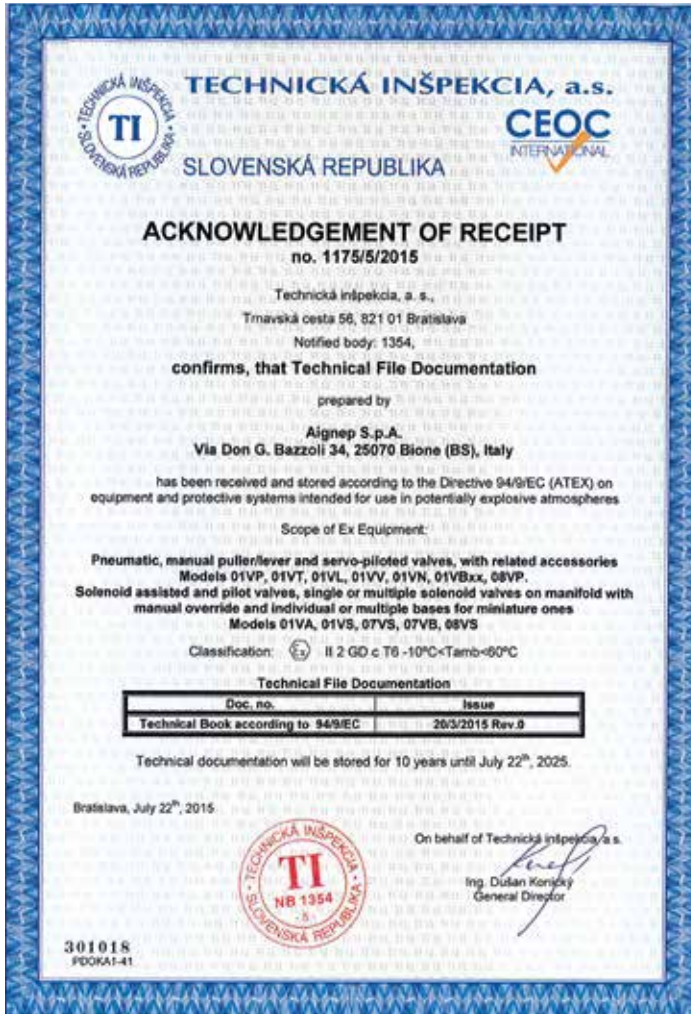 TECHNICKÁ INŠPEKCIA, a.s.
TECHNICKÁ INŠPEKCIA
TI
SLOVENSKÁ REPUBLIKA
CEOC
INTERNATIONAL
SLOVENSKÁ REPUBLIKA
ACKNOWLEDGEMENT OF RECEIPT
no. 1175/5/2015
Technická inšpekcia, a. s.,
Trnavská cesta 56, 821 01 Bratislava
Notified body: 1354,
confirms, that Technical File Documentation
prepared by
Aignep S.p.A.
Via Don G. Bazzoli 34, 25070 Bione (BS), Italy
has been received and stored according to the Directive 94/9/EC (ATEX) on
equipment and protective systems intended for use in potentially explosive atmospheres
Scope of Ex Equipment:
Pneumatic, manual puller/lever and servo-piloted valves, with related accessories
Models 01VP, 01VT, 01VL, 01VV, 01VN, 01VBxx, 08VP.
Solenoid assisted and pilot valves, single or multiple solenoid valves on manifold with
manual override and individual or multiple bases for miniature ones
Models 01VA, 01VS, 07VS, 07VB, 08VS
Classification: Ex II 2 GD c T6 -10ºC<Tamb<60ºC
Technical File Documentation
Doc. no. Issue
Technical Book according to 94/9/EC 20/3/2015 Rev.0
Technical documentation will be stored for 10 years until July 22th, 2025.
Bratislava, July 22th, 2015
TECHNICKÁ INŠPEKCIA
TI
NB 1354
- 5 -
SLOVENSKÁ REPUBLIKA
On behalf of Technická inšpekcia, a.s.
Ing. Dušan Konický
General Director
301018
PDOKA1-41